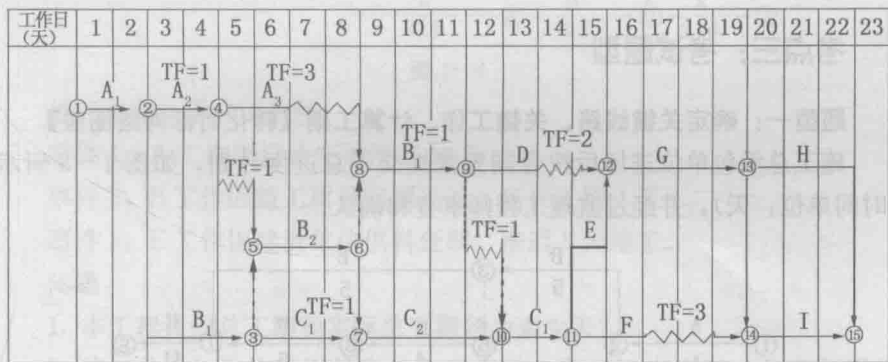 工作日
(天) 1 2 3 4 5 6 7 8 9 10 11 12 13 14 15 16 17 18 19 20 21 22 23
TF=1 TF=3
① A₁ ② A₂ ④ A₃
TF=1 TF=2
⑧ B₁ ⑨ D ⑫ G ⑬ H
TF=1
⑤ B₂ ⑥
TF=1
E
B₁ ③ C₁ TF=1 ⑦ C₂ ⑩ C₁ ⑪ F TF=3 ⑭ I ⑮